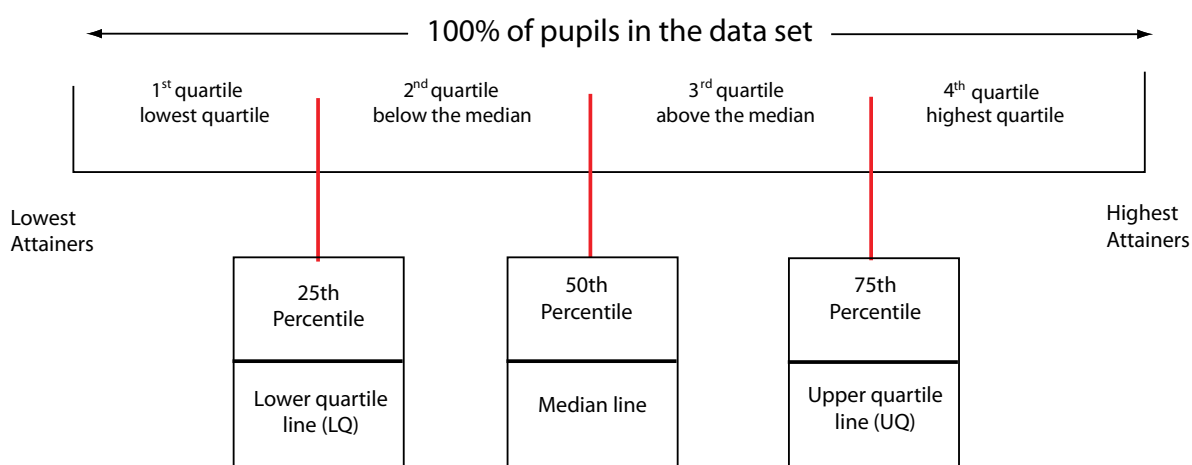 100% of pupils in the data set
1st quartile
lowest quartile
2nd quartile
below the median
3rd quartile
above the median
4th quartile
highest quartile
Lowest
Attainers
Highest
Attainers
25th
Percentile
50th
Percentile
75th
Percentile
Lower quartile
line (LQ)
Median line
Upper quartile
line (UQ)